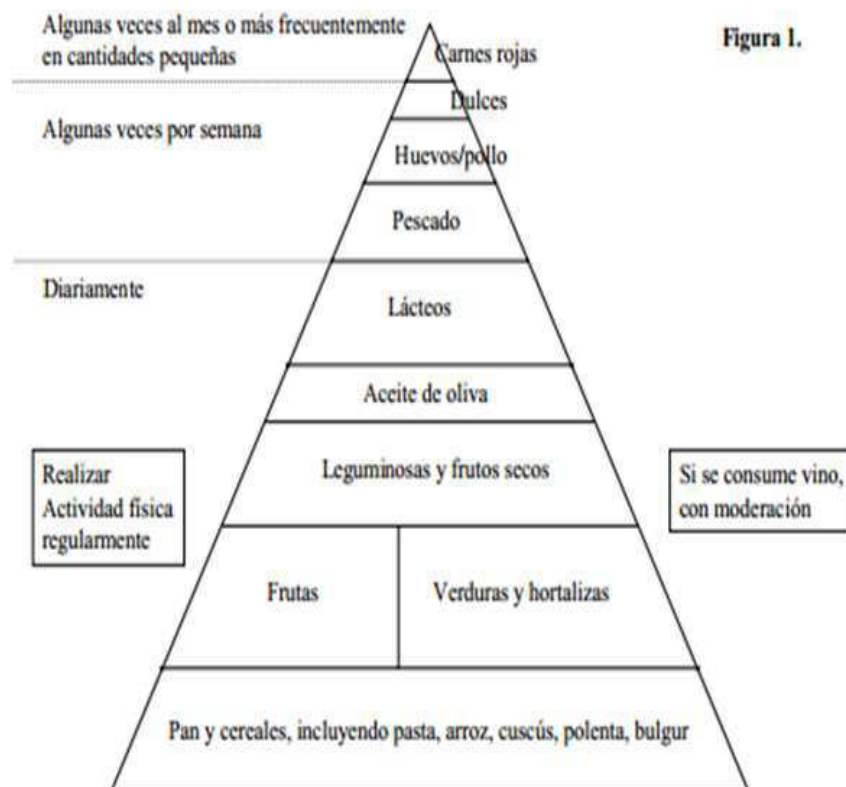 Algunas veces al mes o más frecuentemente
en cantidades pequeñas
Figura 1.
Carnes rojas
Dulces
Algunas veces por semana
Huevos/pollo
Pescado
Diariamente
Lácteos
Aceite de oliva
Leguminosas y frutos secos
Realizar
Actividad física
regularmente
Si se consume vino,
con moderación
Frutas
Verduras y hortalizas
Pan y cereales, incluyendo pasta, arroz, cuscús, polenta, bulgur